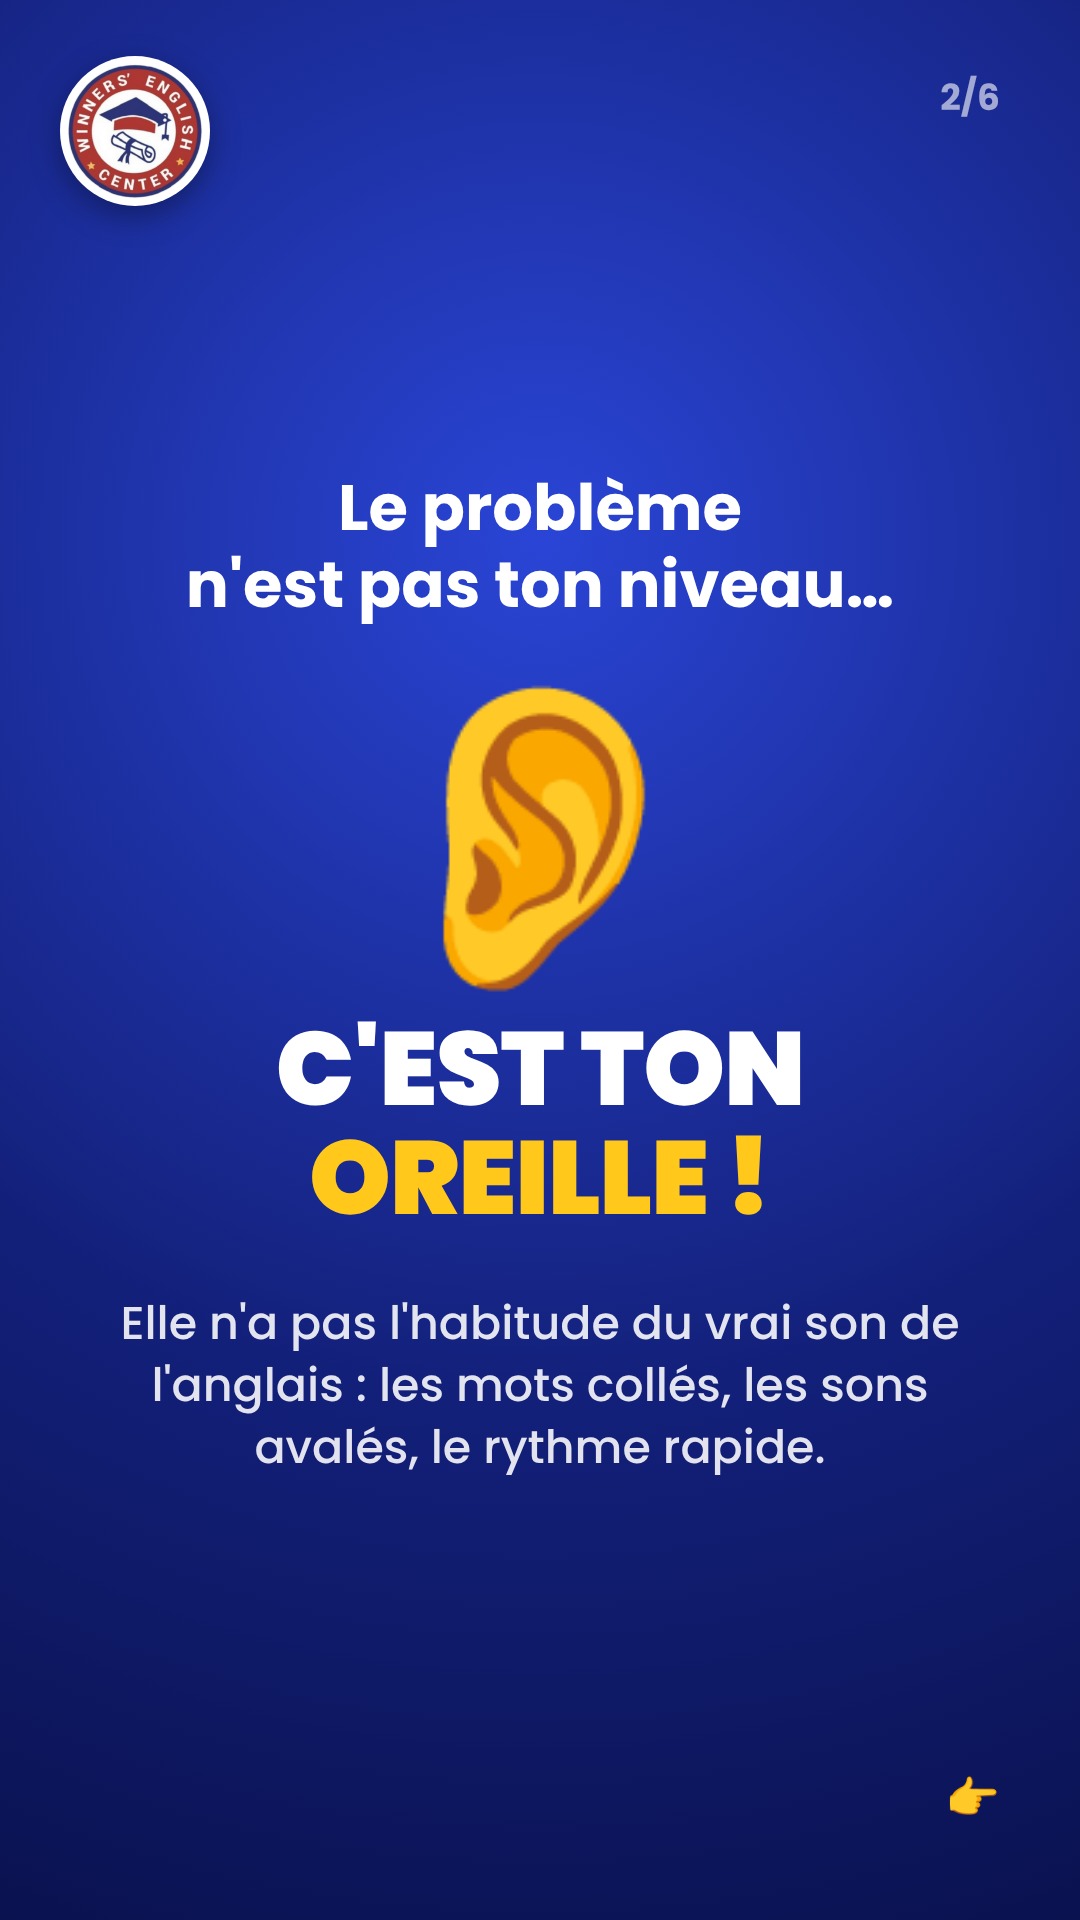 WINNERS' ENGLISH
CENTER
2/6
Le problème
n'est pas ton niveau...
C'EST TON
OREILLE !
Elle n'a pas l'habitude du vrai son de
l'anglais : les mots collés, les sons
avalés, le rythme rapide.